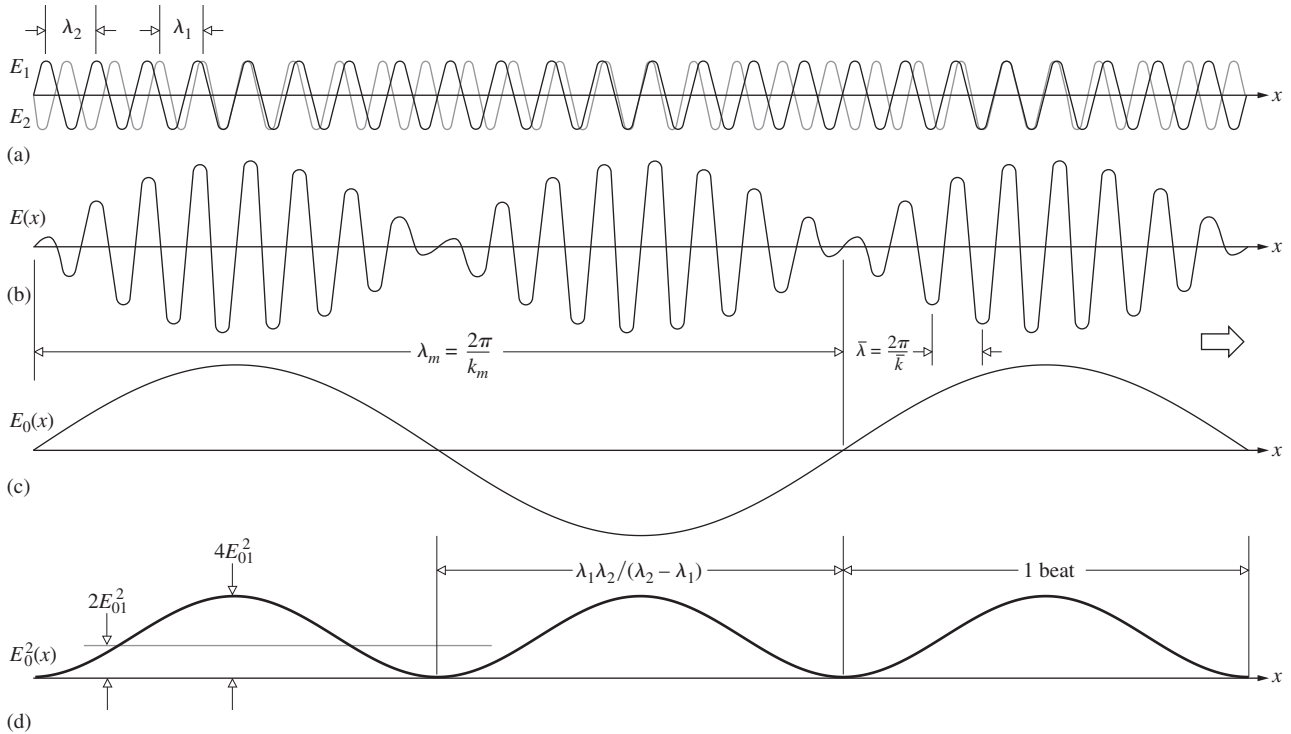 λ₂ λ₁
E₁
x
E₂
(a)
E(x)
x
(b)
λₘ = 2π/kₘ
λ̄ = 2π/k̄
E₀(x)
x
(c)
4E₀₁²
λ₁λ₂/(λ₂ – λ₁)
1 beat
2E₀₁²
E₀²(x)
x
(d)